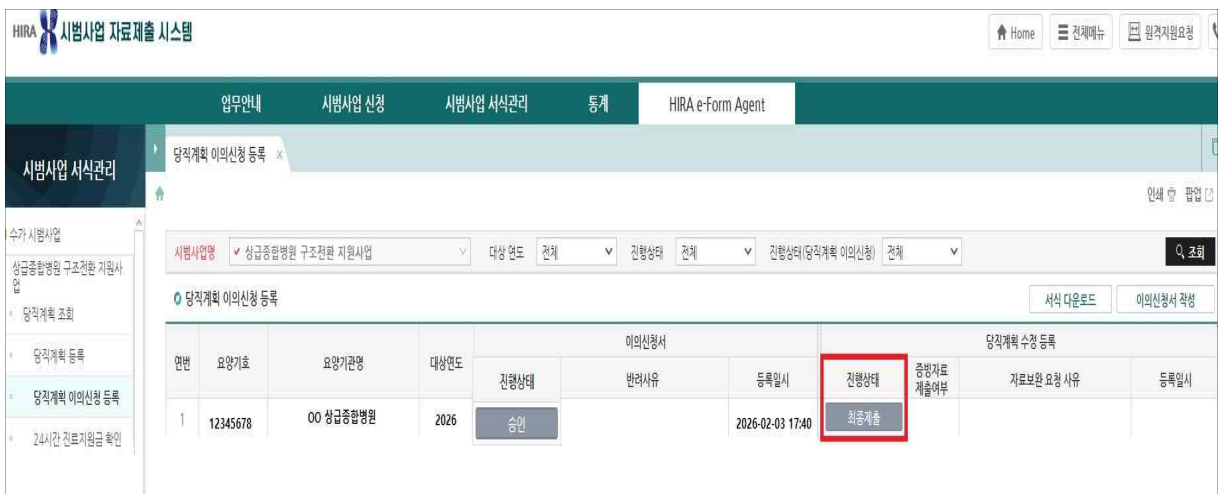 HIRA 시범사업 자료제출 시스템
Home 전체메뉴 원격지원요청
업무안내 시범사업 신청 시범사업 서식관리 통계 HIRA e-Form Agent
시범사업 서식관리
당직계획 이의신청 등록 ×
인쇄 팝업
수가 시범사업
상급종합병원 구조전환 지원사
업
당직계획 조회
당직계획 등록
당직계획 이의신청 등록
24시간 진료지원금 확인
시범사업명 상급종합병원 구조전환 지원사업 대상 연도 전체 진행상태 전체 진행상태(당직계획 이의신청) 전체 조회
당직계획 이의신청 등록 서식 다운로드 이의신청서 작성
연번 요양기호 요양기관명 대상연도 이의신청서 당직계획 수정 등록
진행상태 반려사유 등록일시 진행상태 증빙자료 자료보완 요청 사유 등록일시
제출여부
1 12345678 OO 상급종합병원 2026 승인 2026-02-03 17:40 최종제출